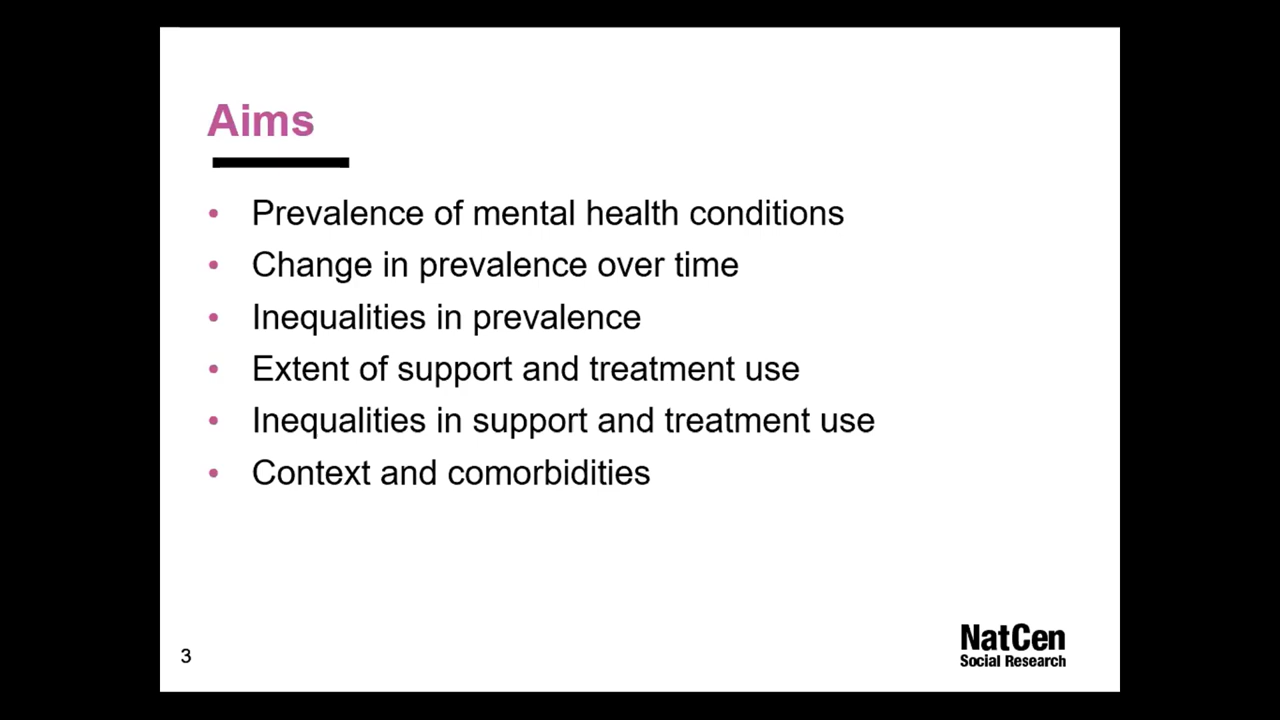 Aims
• Prevalence of mental health conditions
• Change in prevalence over time
• Inequalities in prevalence
• Extent of support and treatment use
• Inequalities in support and treatment use
• Context and comorbidities
3
NatCen
Social Research